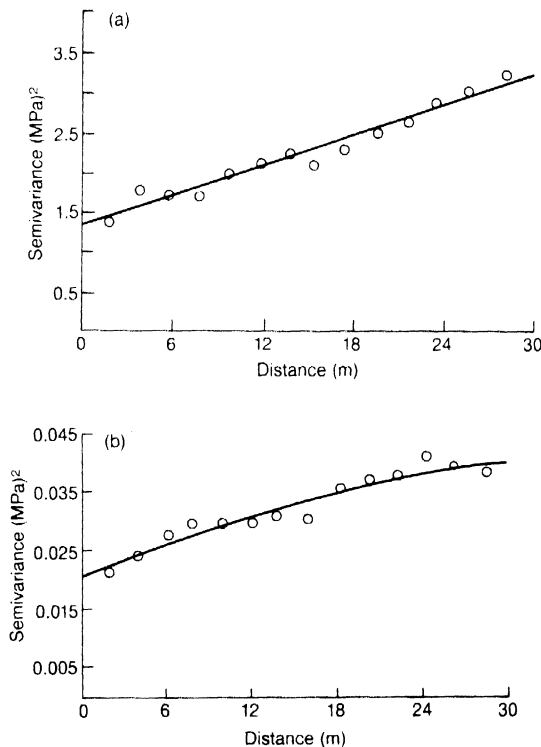 (a)
Semivariance (MPa)²
3.5
2.5
1.5
0.5
0 6 12 18 24 30
Distance (m)
(b)
Semivariance (MPa)²
0.045
0.035
0.025
0.015
0.005
0 6 12 18 24 30
Distance (m)